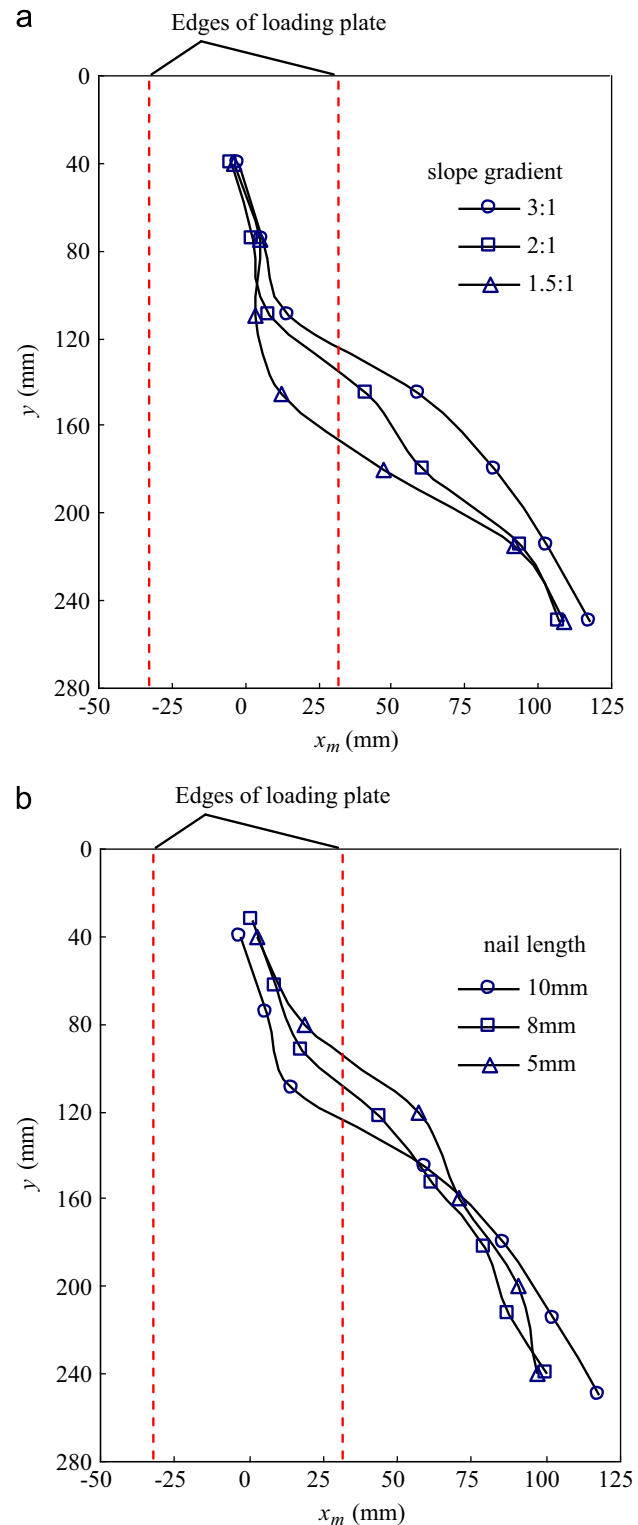 a
Edges of loading plate
0
40
80
120
160
200
240
280
y (mm)
slope gradient
3:1
2:1
1.5:1
-50 -25 0 25 50 75 100 125
x_m (mm)
b
Edges of loading plate
0
40
80
120
160
200
240
280
y (mm)
nail length
10mm
8mm
5mm
-50 -25 0 25 50 75 100 125
x_m (mm)